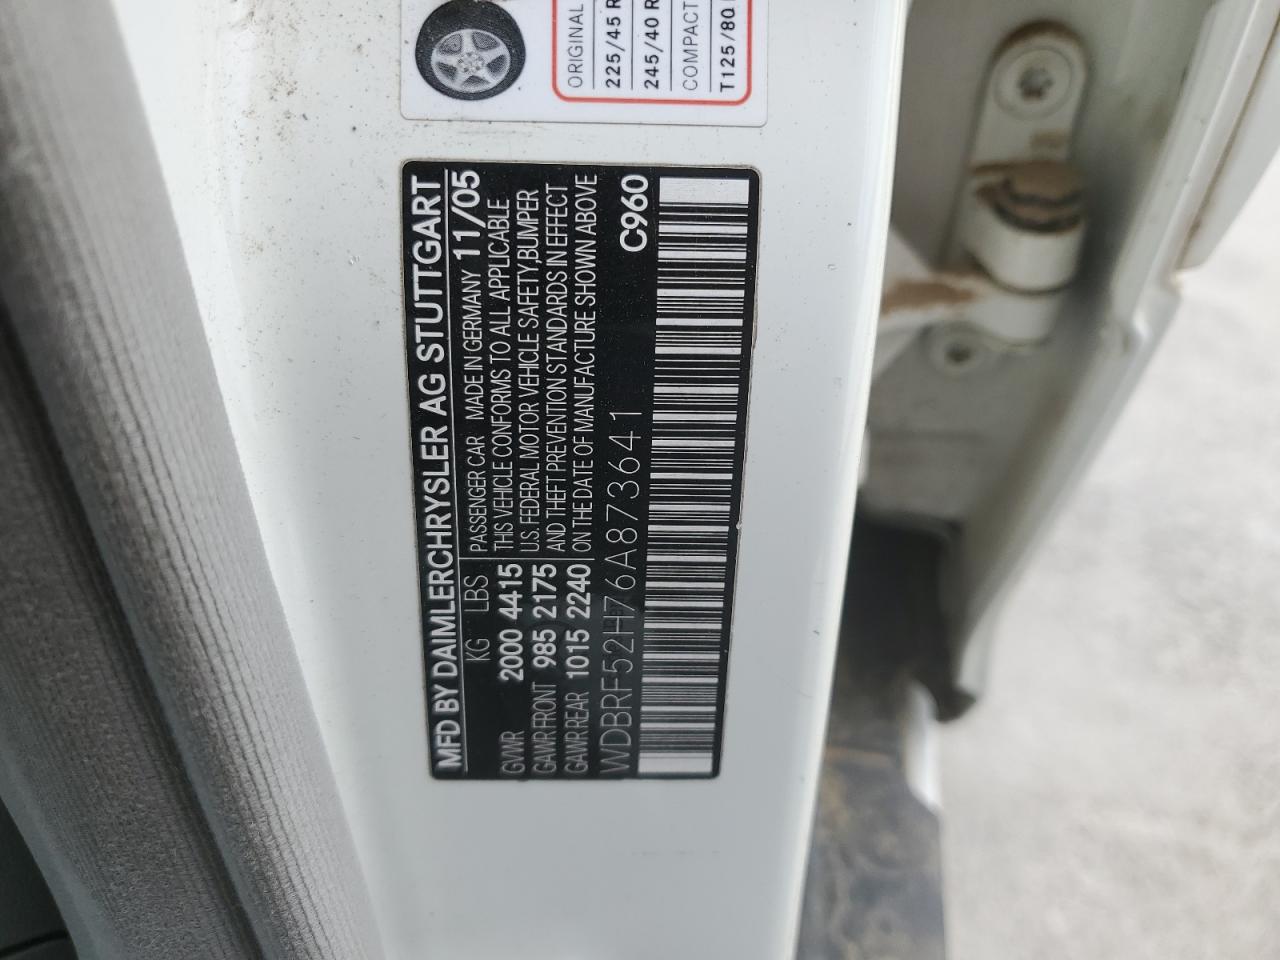 ORIGINAL
225/45 R
245/40 R
COMPACT
T125/80
MFD BY DAIMLERCHRYSLER AG STUTTGART
KG LBS PASSENGER CAR MADE IN GERMANY 11/05
GVWR 2000 4415 THIS VEHICLE CONFORMS TO ALL APPLICABLE
U.S. FEDERAL MOTOR VEHICLE SAFETY,BUMPER
GAWR FRONT 985 2175 AND THEFT PREVENTION STANDARDS IN EFFECT
GAWR REAR 1015 2240 ON THE DATE OF MANUFACTURE SHOWN ABOVE
WDBRF52H76A873641 C960